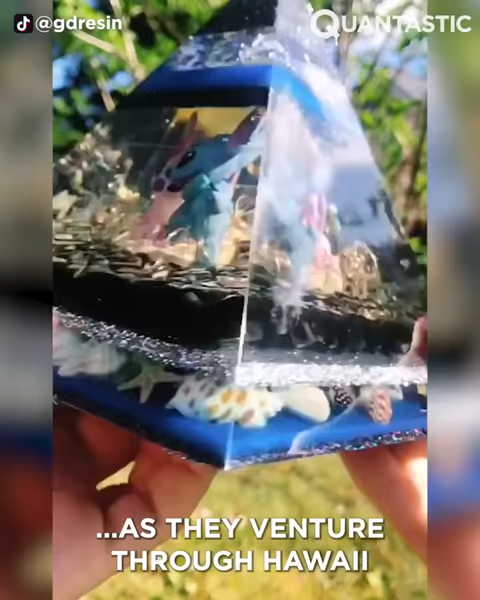 @gdresin
QUANTASTIC
...AS THEY VENTURE
THROUGH HAWAII